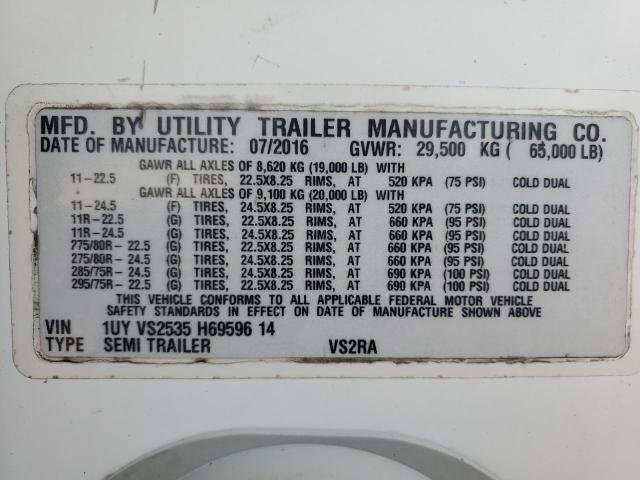 MFD. BY UTILITY TRAILER MANUFACTURING CO.
DATE OF MANUFACTURE: 07/2016 GVWR: 29,500 KG ( 65,000 LB)
GAWR ALL AXLES OF 8,620 KG (19,000 LB) WITH
11-22.5 (F) TIRES, 22.5X8.25 RIMS, AT 520 KPA (75 PSI) COLD DUAL
GAWR ALL AXLES OF 9,100 KG (20,000 LB) WITH
11-24.5 (F) TIRES, 24.5X8.25 RIMS, AT 520 KPA (75 PSI) COLD DUAL
11R-22.5 (G) TIRES, 22.5X8.25 RIMS, AT 660 KPA (95 PSI) COLD DUAL
11R-24.5 (G) TIRES, 24.5X8.25 RIMS, AT 660 KPA (95 PSI) COLD DUAL
275/80R- 22.5 (G) TIRES, 22.5X8.25 RIMS, AT 660 KPA (95 PSI) COLD DUAL
275/80R- 24.5 (G) TIRES, 24.5X8.25 RIMS, AT 660 KPA (95 PSI) COLD DUAL
285/75R- 24.5 (G) TIRES, 24.5X8.25 RIMS, AT 690 KPA (100 PSI) COLD DUAL
295/75R- 22.5 (G) TIRES, 22.5X8.25 RIMS, AT 690 KPA (100 PSI) COLD DUAL
THIS VEHICLE CONFORMS TO ALL APPLICABLE FEDERAL MOTOR VEHICLE
SAFETY STANDARDS IN EFFECT ON DATE OF MANUFACTURE SHOWN ABOVE
VIN 1UY VS2535 H69596 14
TYPE SEMI TRAILER VS2RA